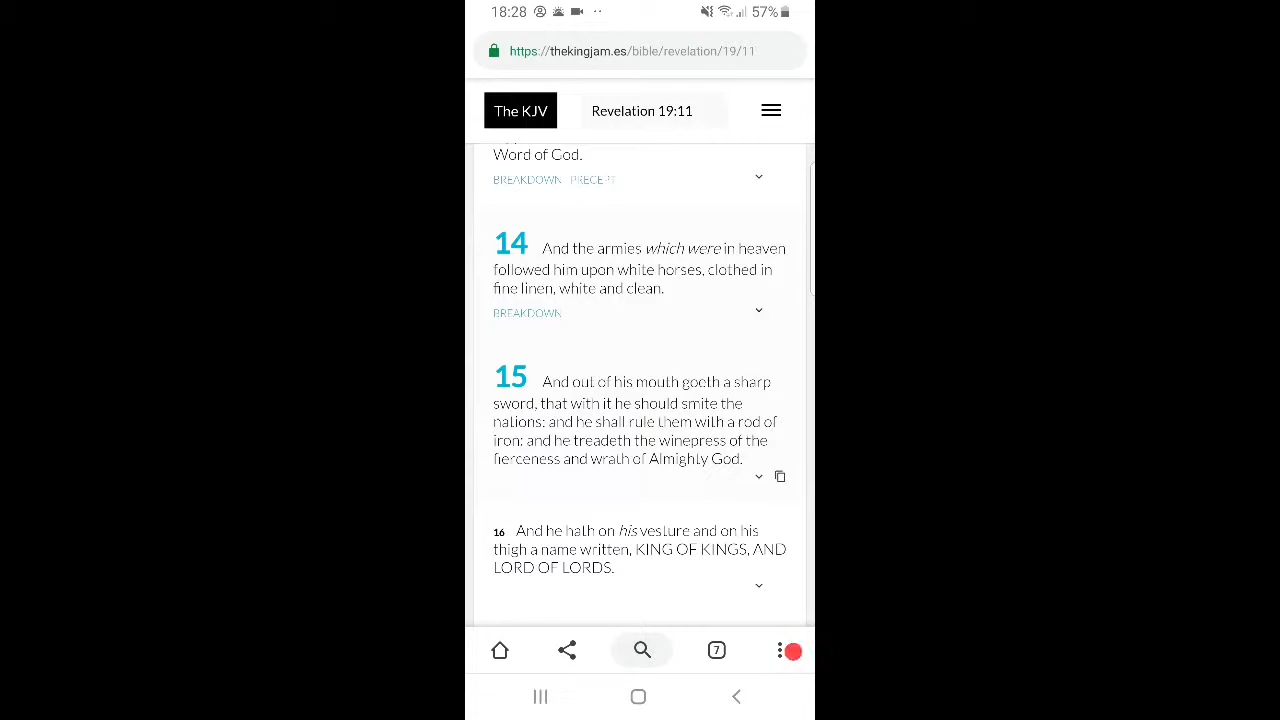 18:28 57%
https://thekingjam.es/bible/revelation/19/11
The KJV Revelation 19:11
Word of God.
BREAKDOWN PRECEPT
14 And the armies which were in heaven
followed him upon white horses, clothed in
fine linen, white and clean.
BREAKDOWN
15 And out of his mouth goeth a sharp
sword, that with it he should smite the
nations: and he shall rule them with a rod of
iron: and he treadeth the winepress of the
fierceness and wrath of Almighty God.
16 And he hath on his vesture and on his
thigh a name written, KING OF KINGS, AND
LORD OF LORDS.
7